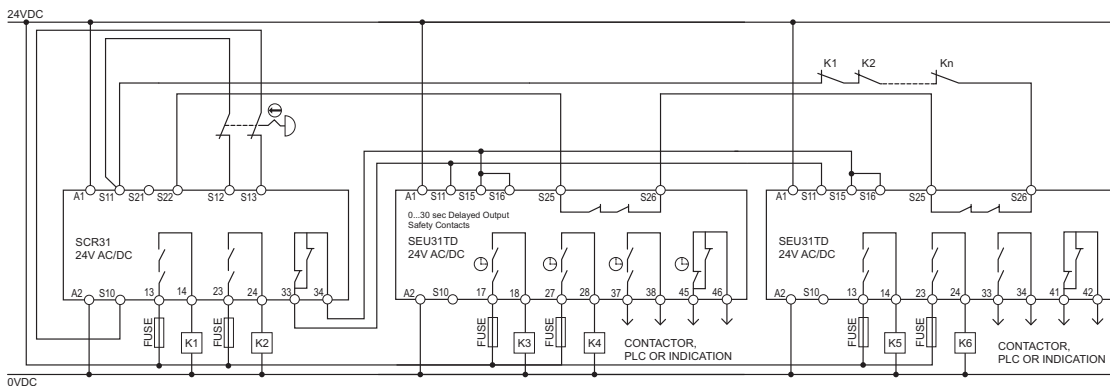 24VDC
K1 K2 Kn
A1 S11 S21 S22 S12 S13
A1 S11 S15 S16 S25 S26
A1 S11 S15 S16 S25 S26
SCR31
24V AC/DC
0...30 sec Delayed Output
Safety Contacts
SEU31TD
24V AC/DC
SEU31TD
24V AC/DC
A2 S10 13 14 23 24 33 34
A2 S10 17 18 27 28 37 38 45 46
A2 S10 13 14 23 24 33 34 41 42
FUSE K1 FUSE K2
FUSE K3 FUSE K4
CONTACTOR,
PLC OR INDICATION
FUSE K5 FUSE K6
CONTACTOR,
PLC OR INDICATION
0VDC